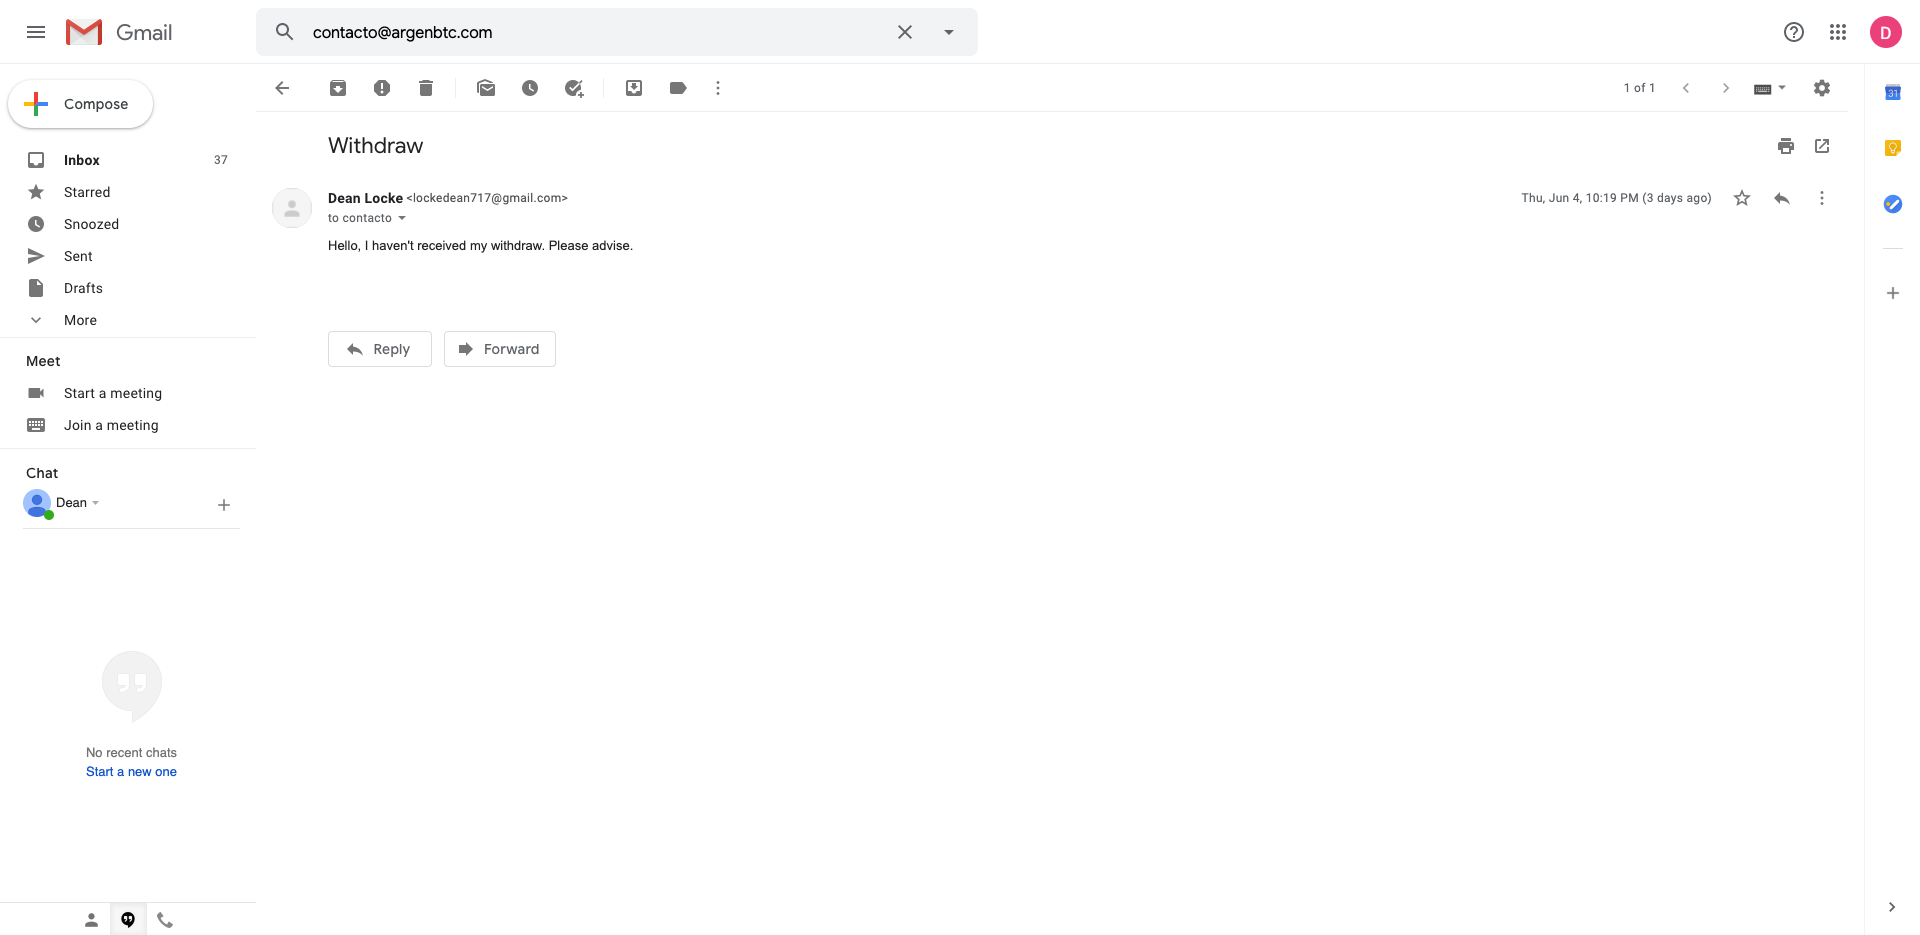 Gmail
contacto@argenbtc.com
D
Compose
1 of 1
31
Inbox 37
Starred
Snoozed
Sent
Drafts
More
Meet
Start a meeting
Join a meeting
Chat
Dean
No recent chats
Start a new one
Withdraw
Dean Locke <lockedean717@gmail.com>
Thu, Jun 4, 10:19 PM (3 days ago)
to contacto
Hello, I haven't received my withdraw. Please advise.
Reply
Forward